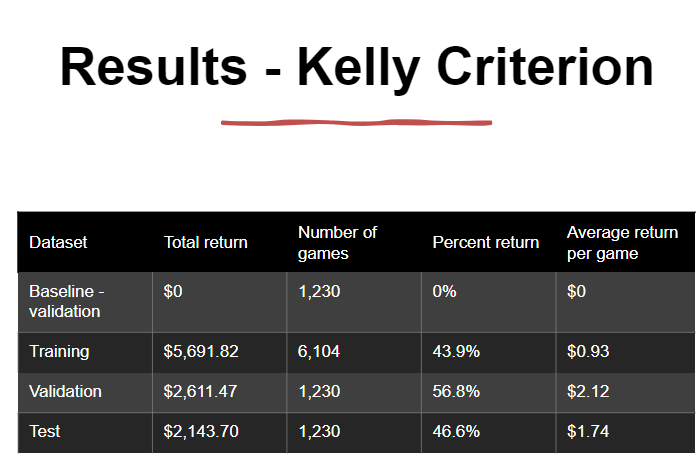 Results - Kelly Criterion
Dataset Total return Number of games Percent return Average return per game
Baseline - validation $0 1,230 0% $0
Training $5,691.82 6,104 43.9% $0.93
Validation $2,611.47 1,230 56.8% $2.12
Test $2,143.70 1,230 46.6% $1.74